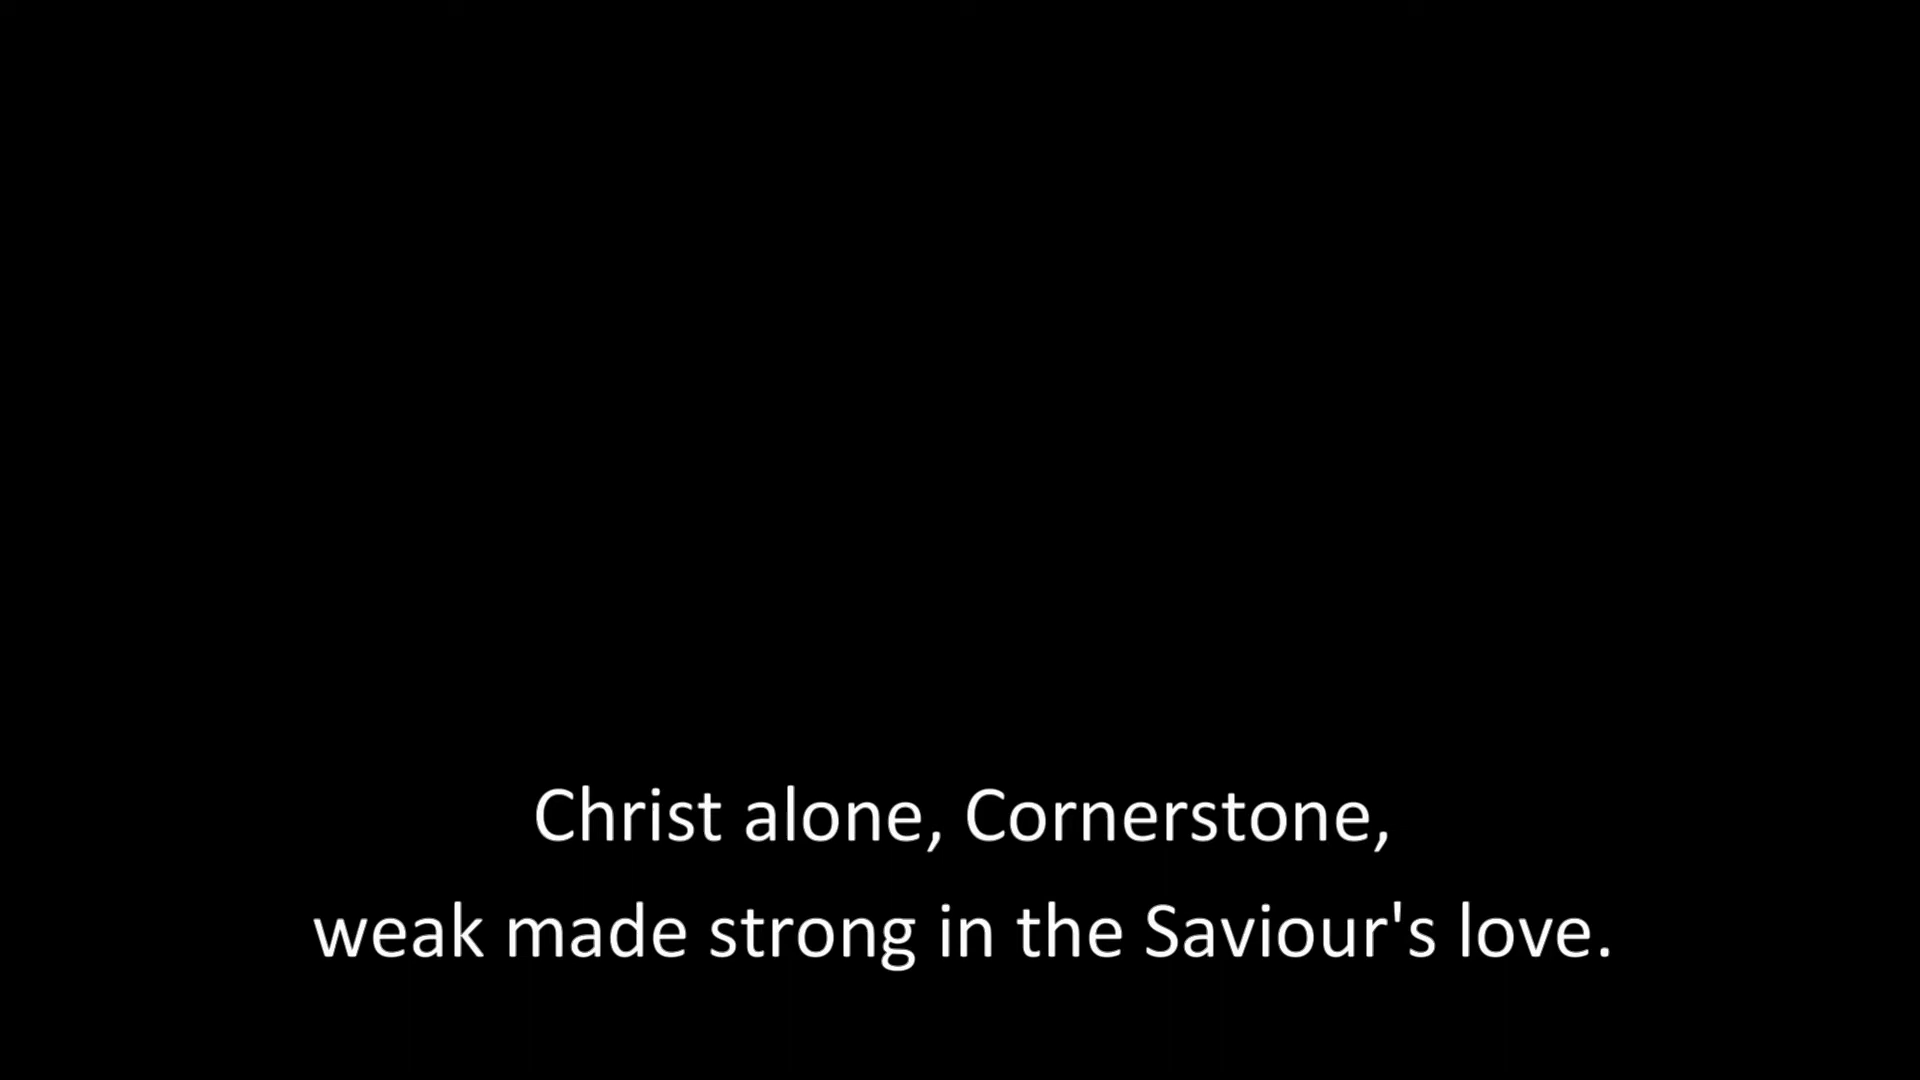 Christ alone, Cornerstone,
weak made strong in the Saviour's love.